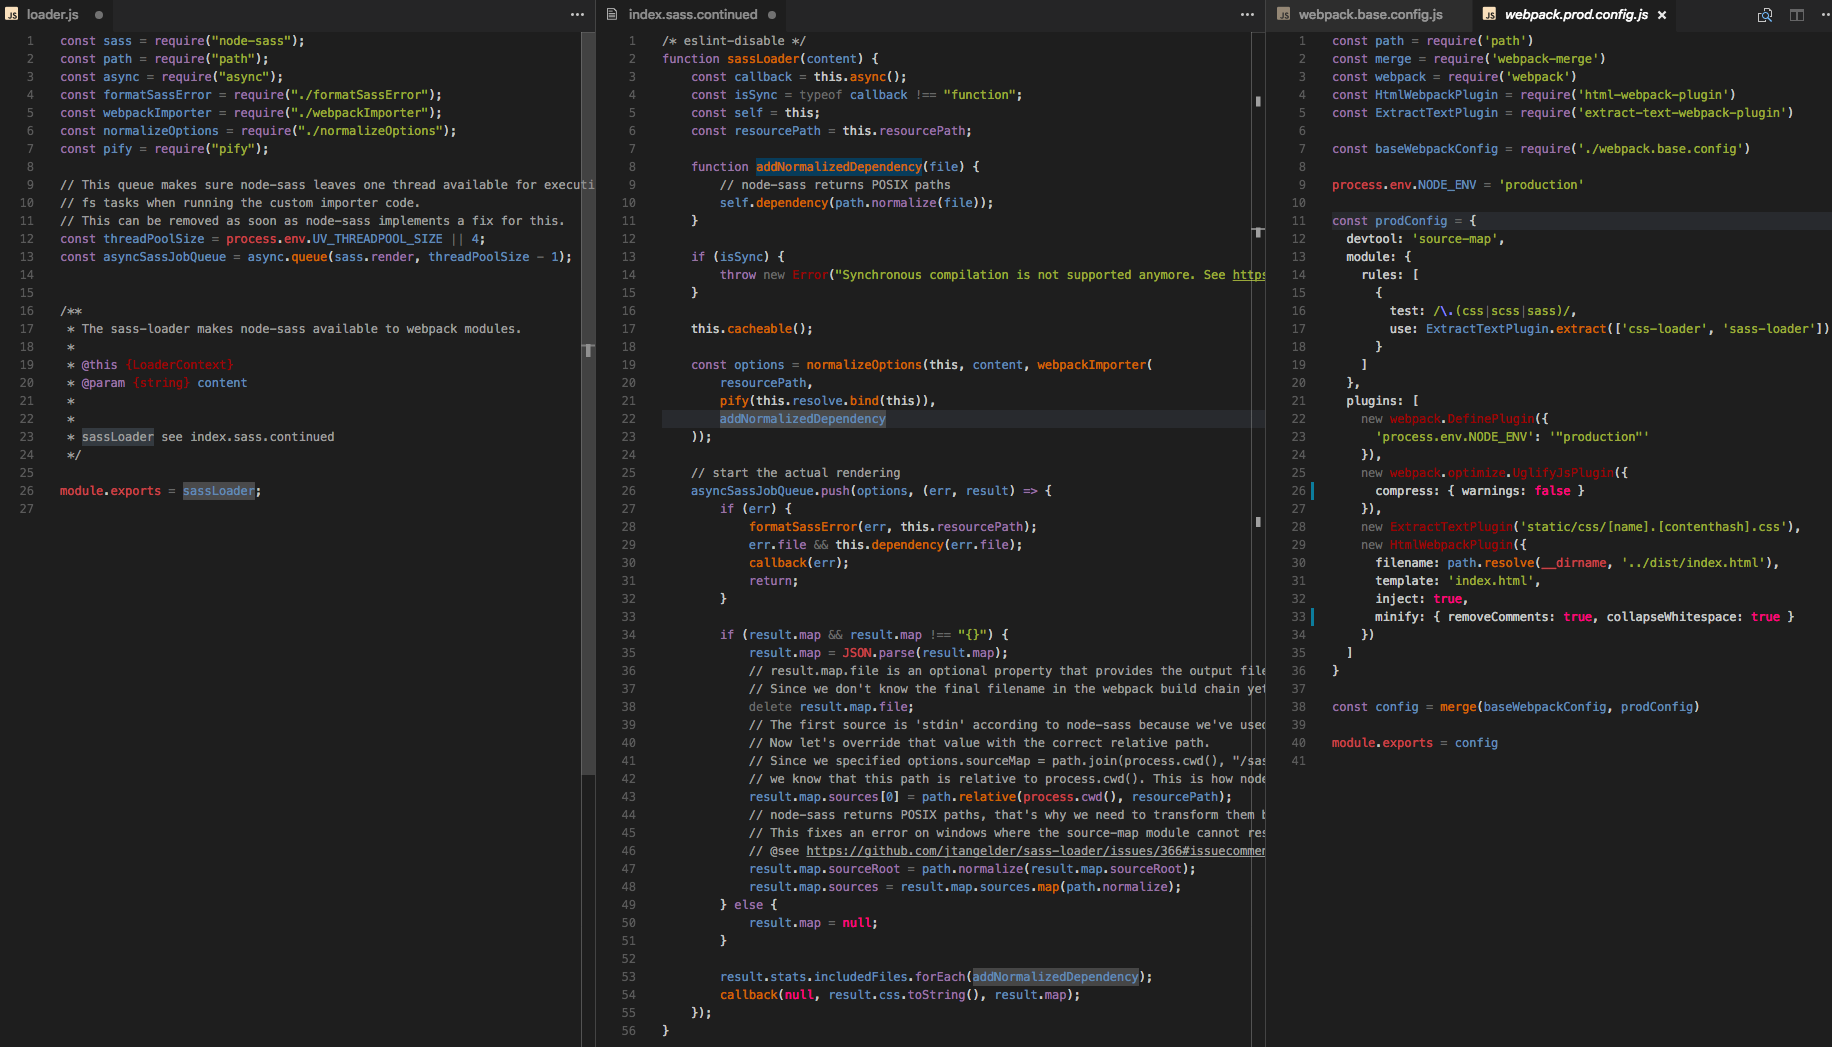 loader.js
1 const sass = require("node-sass");
2 const path = require("path");
3 const async = require("async");
4 const formatSassError = require("./formatSassError");
5 const webpackImporter = require("./webpackImporter");
6 const normalizeOptions = require("./normalizeOptions");
7 const pify = require("pify");
8
9 // This queue makes sure node-sass leaves one thread available for executi
10 // fs tasks when running the custom importer code.
11 // This can be removed as soon as node-sass implements a fix for this.
12 const threadPoolSize = process.env.UV_THREADPOOL_SIZE || 4;
13 const asyncSassJobQueue = async.queue(sass.render, threadPoolSize - 1);
14
15
16 /**
17 * The sass-loader makes node-sass available to webpack modules.
18 *
19 * @this {LoaderContext}
20 * @param {string} content
21 *
22 *
23 * sassLoader see index.sass.continued
24 */
25
26 module.exports = sassLoader;
27
index.sass.continued
1 /* eslint-disable */
2 function sassLoader(content) {
3 const callback = this.async();
4 const isSync = typeof callback !== "function";
5 const self = this;
6 const resourcePath = this.resourcePath;
7
8 function addNormalizedDependency(file) {
9 // node-sass returns POSIX paths
10 self.dependency(path.normalize(file));
11 }
12
13 if (isSync) {
14 throw new Error("Synchronous compilation is not supported anymore. See https
15 }
16
17 this.cacheable();
18
19 const options = normalizeOptions(this, content, webpackImporter(
20 resourcePath,
21 pify(this.resolve.bind(this)),
22 addNormalizedDependency
23 ));
24
25 // start the actual rendering
26 asyncSassJobQueue.push(options, (err, result) => {
27 if (err) {
28 formatSassError(err, this.resourcePath);
29 err.file && this.dependency(err.file);
30 callback(err);
31 return;
32 }
33
34 if (result.map && result.map !== "{}") {
35 result.map = JSON.parse(result.map);
36 // result.map.file is an optional property that provides the output file
37 // Since we don't know the final filename in the webpack build chain yet
38 delete result.map.file;
39 // The first source is 'stdin' according to node-sass because we've used
40 // Now let's override that value with the correct relative path.
41 // Since we specified options.sourceMap = path.join(process.cwd(), "/sas
42 // we know that this path is relative to process.cwd(). This is how node
43 result.map.sources[0] = path.relative(process.cwd(), resourcePath);
44 // node-sass returns POSIX paths, that's why we need to transform them b
45 // This fixes an error on windows where the source-map module cannot res
46 // @see https://github.com/jtangelder/sass-loader/issues/366#issuecommen
47 result.map.sourceRoot = path.normalize(result.map.sourceRoot);
48 result.map.sources = result.map.sources.map(path.normalize);
49 } else {
50 result.map = null;
51 }
52
53 result.stats.includedFiles.forEach(addNormalizedDependency);
54 callback(null, result.css.toString(), result.map);
55 });
56 }
webpack.base.config.js
webpack.prod.config.js
1 const path = require('path')
2 const merge = require('webpack-merge')
3 const webpack = require('webpack')
4 const HtmlWebpackPlugin = require('html-webpack-plugin')
5 const ExtractTextPlugin = require('extract-text-webpack-plugin')
6
7 const baseWebpackConfig = require('./webpack.base.config')
8
9 process.env.NODE_ENV = 'production'
10
11 const prodConfig = {
12 devtool: 'source-map',
13 module: {
14 rules: [
15 {
16 test: /\.(css|scss|sass)/,
17 use: ExtractTextPlugin.extract(['css-loader', 'sass-loader'])
18 }
19 ]
20 },
21 plugins: [
22 new webpack.DefinePlugin({
23 'process.env.NODE_ENV': '"production"'
24 }),
25 new webpack.optimize.UglifyJsPlugin({
26 compress: { warnings: false }
27 }),
28 new ExtractTextPlugin('static/css/[name].[contenthash].css'),
29 new HtmlWebpackPlugin({
30 filename: path.resolve(__dirname, '../dist/index.html'),
31 template: 'index.html',
32 inject: true,
33 minify: { removeComments: true, collapseWhitespace: true }
34 })
35 ]
36 }
37
38 const config = merge(baseWebpackConfig, prodConfig)
39
40 module.exports = config
41